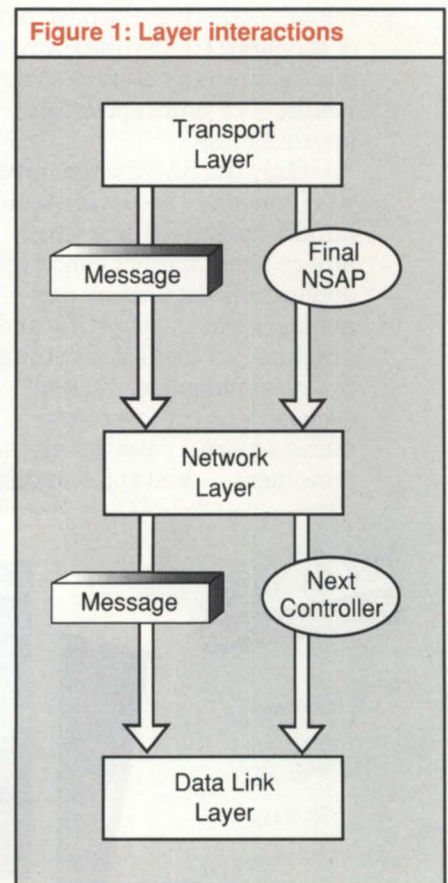 Figure 1: Layer interactions
Transport
Layer
Message
Final
NSAP
Network
Layer
Message
Next
Controller
Data Link
Layer